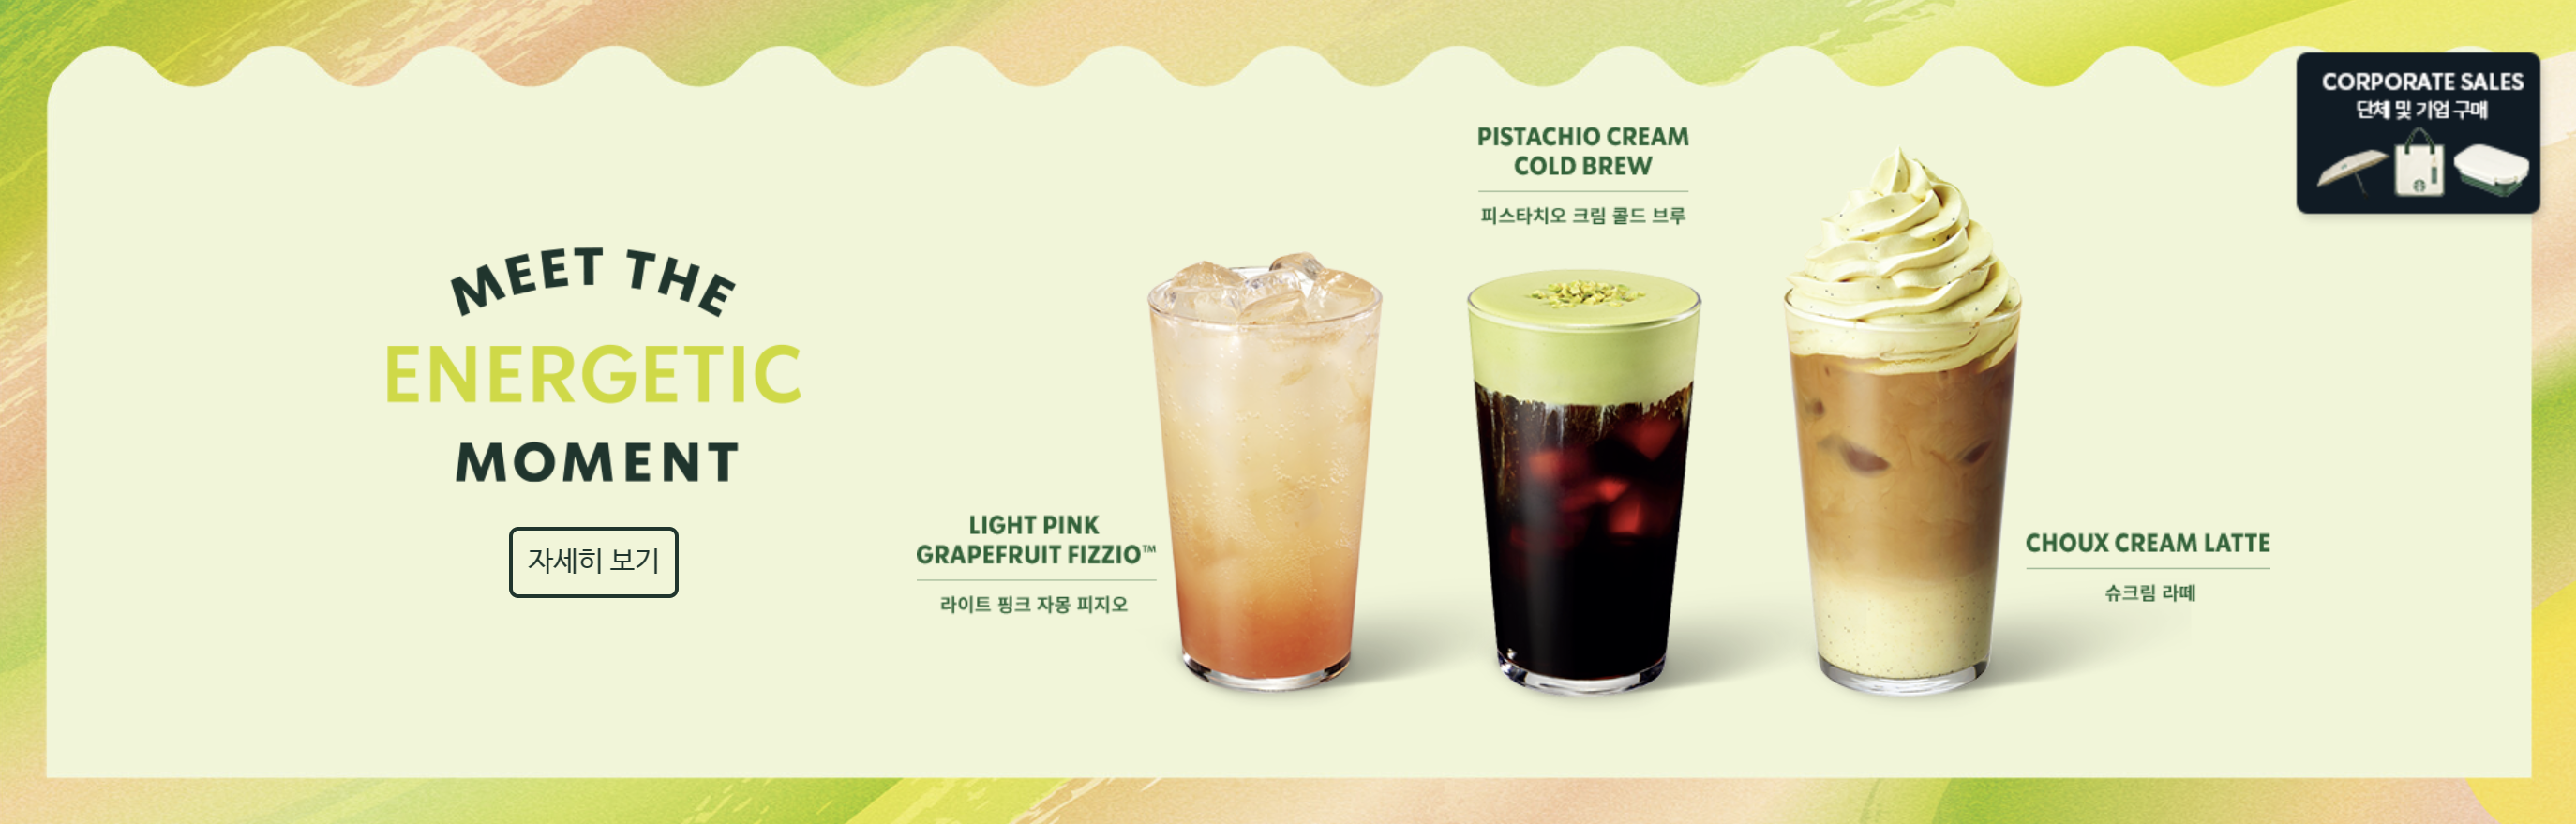 MEET THE
ENERGETIC
MOMENT
자세히 보기
LIGHT PINK
GRAPEFRUIT FIZZIO™
라이트 핑크 자몽 피지오
PISTACHIO CREAM
COLD BREW
피스타치오 크림 콜드 브루
CHOUX CREAM LATTE
슈크림 라떼
CORPORATE SALES
단체 및 기업 구매